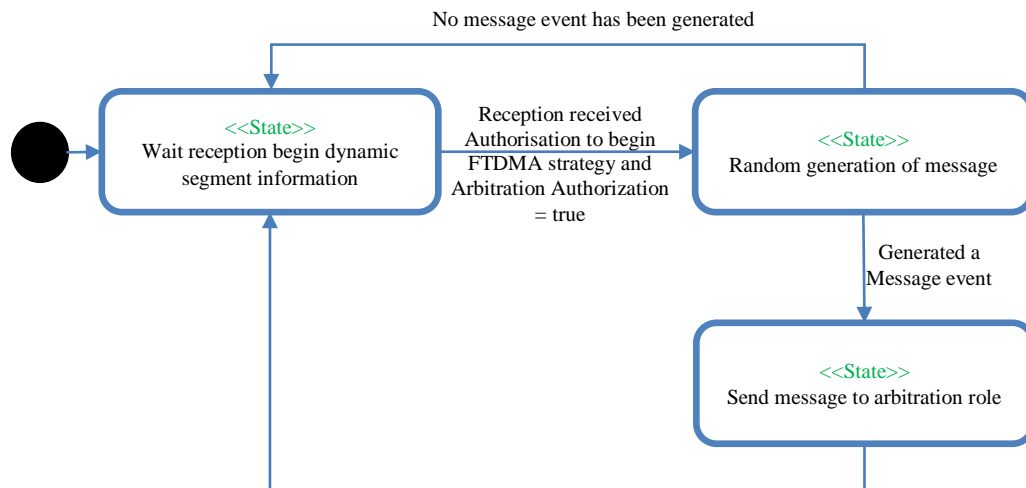 No message event has been generated
<<State>>
Wait reception begin dynamic
segment information
Reception received
Authorisation to begin
FTDMA strategy and
Arbitration Authorization
= true
<<State>>
Random generation of message
Generated a
Message event
<<State>>
Send message to arbitration role